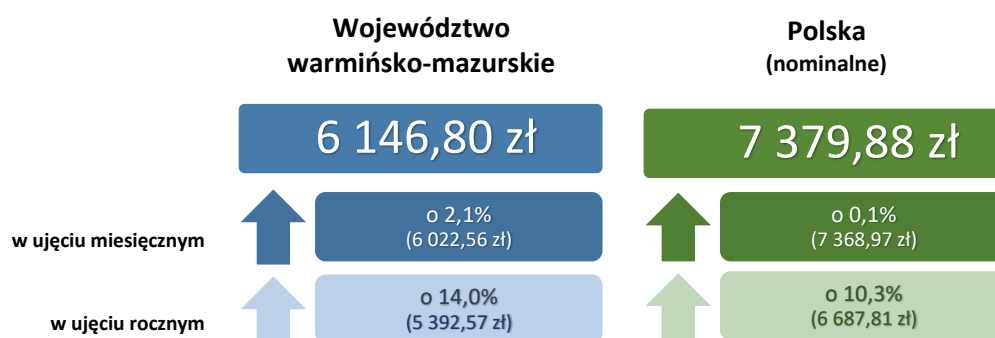 Województwo
warmińsko-mazurskie
Polska
(nominalne)
6 146,80 zł
7 379,88 zł
w ujęciu miesięcznym
o 2,1%
(6 022,56 zł)
o 0,1%
(7 368,97 zł)
w ujęciu rocznym
o 14,0%
(5 392,57 zł)
o 10,3%
(6 687,81 zł)